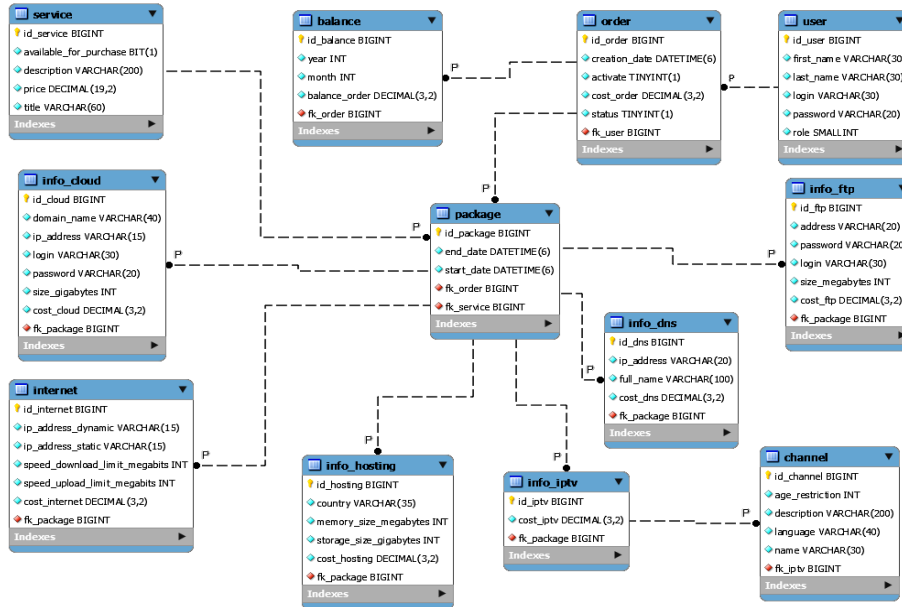 service
id_service BIGINT
available_for_purchase BIT(1)
description VARCHAR(200)
price DECIMAL(19,2)
title VARCHAR(60)
Indexes
balance
id_balance BIGINT
year INT
month INT
balance_order DECIMAL(3,2)
fk_order BIGINT
Indexes
order
id_order BIGINT
creation_date DATETIME(6)
activate TINYINT(1)
cost_order DECIMAL(3,2)
status TINYINT(1)
fk_user BIGINT
Indexes
user
id_user BIGINT
first_name VARCHAR(30
last_name VARCHAR(30)
login VARCHAR(30)
password VARCHAR(20)
role SMALLINT
Indexes
P
P
P
P
info_cloud
id_cloud BIGINT
domain_name VARCHAR(40)
ip_address VARCHAR(15)
login VARCHAR(30)
password VARCHAR(20)
size_gigabytes INT
cost_cloud DECIMAL(3,2)
fk_package BIGINT
Indexes
P
package
id_package BIGINT
end_date DATETIME(6)
start_date DATETIME(6)
fk_order BIGINT
fk_service BIGINT
Indexes
info_ftp
id_ftp BIGINT
address VARCHAR(20)
password VARCHAR(20
login VARCHAR(30)
size_megabytes INT
cost_ftp DECIMAL(3,2)
fk_package BIGINT
Indexes
P
info_dns
id_dns BIGINT
ip_address VARCHAR(20)
full_name VARCHAR(100)
cost_dns DECIMAL(3,2)
fk_package BIGINT
Indexes
P
internet
id_internet BIGINT
ip_address_dynamic VARCHAR(15)
ip_address_static VARCHAR(15)
speed_download_limit_megabits INT
speed_upload_limit_megabits INT
cost_internet DECIMAL(3,2)
fk_package BIGINT
Indexes
P
P
info_hosting
id_hosting BIGINT
country VARCHAR(35)
memory_size_megabytes INT
storage_size_gigabytes INT
cost_hosting DECIMAL(3,2)
fk_package BIGINT
Indexes
P
info_iptv
id_iptv BIGINT
cost_iptv DECIMAL(3,2)
fk_package BIGINT
Indexes
P
channel
id_channel BIGINT
age_restriction INT
description VARCHAR(200)
language VARCHAR(40)
name VARCHAR(30)
fk_iptv BIGINT
Indexes